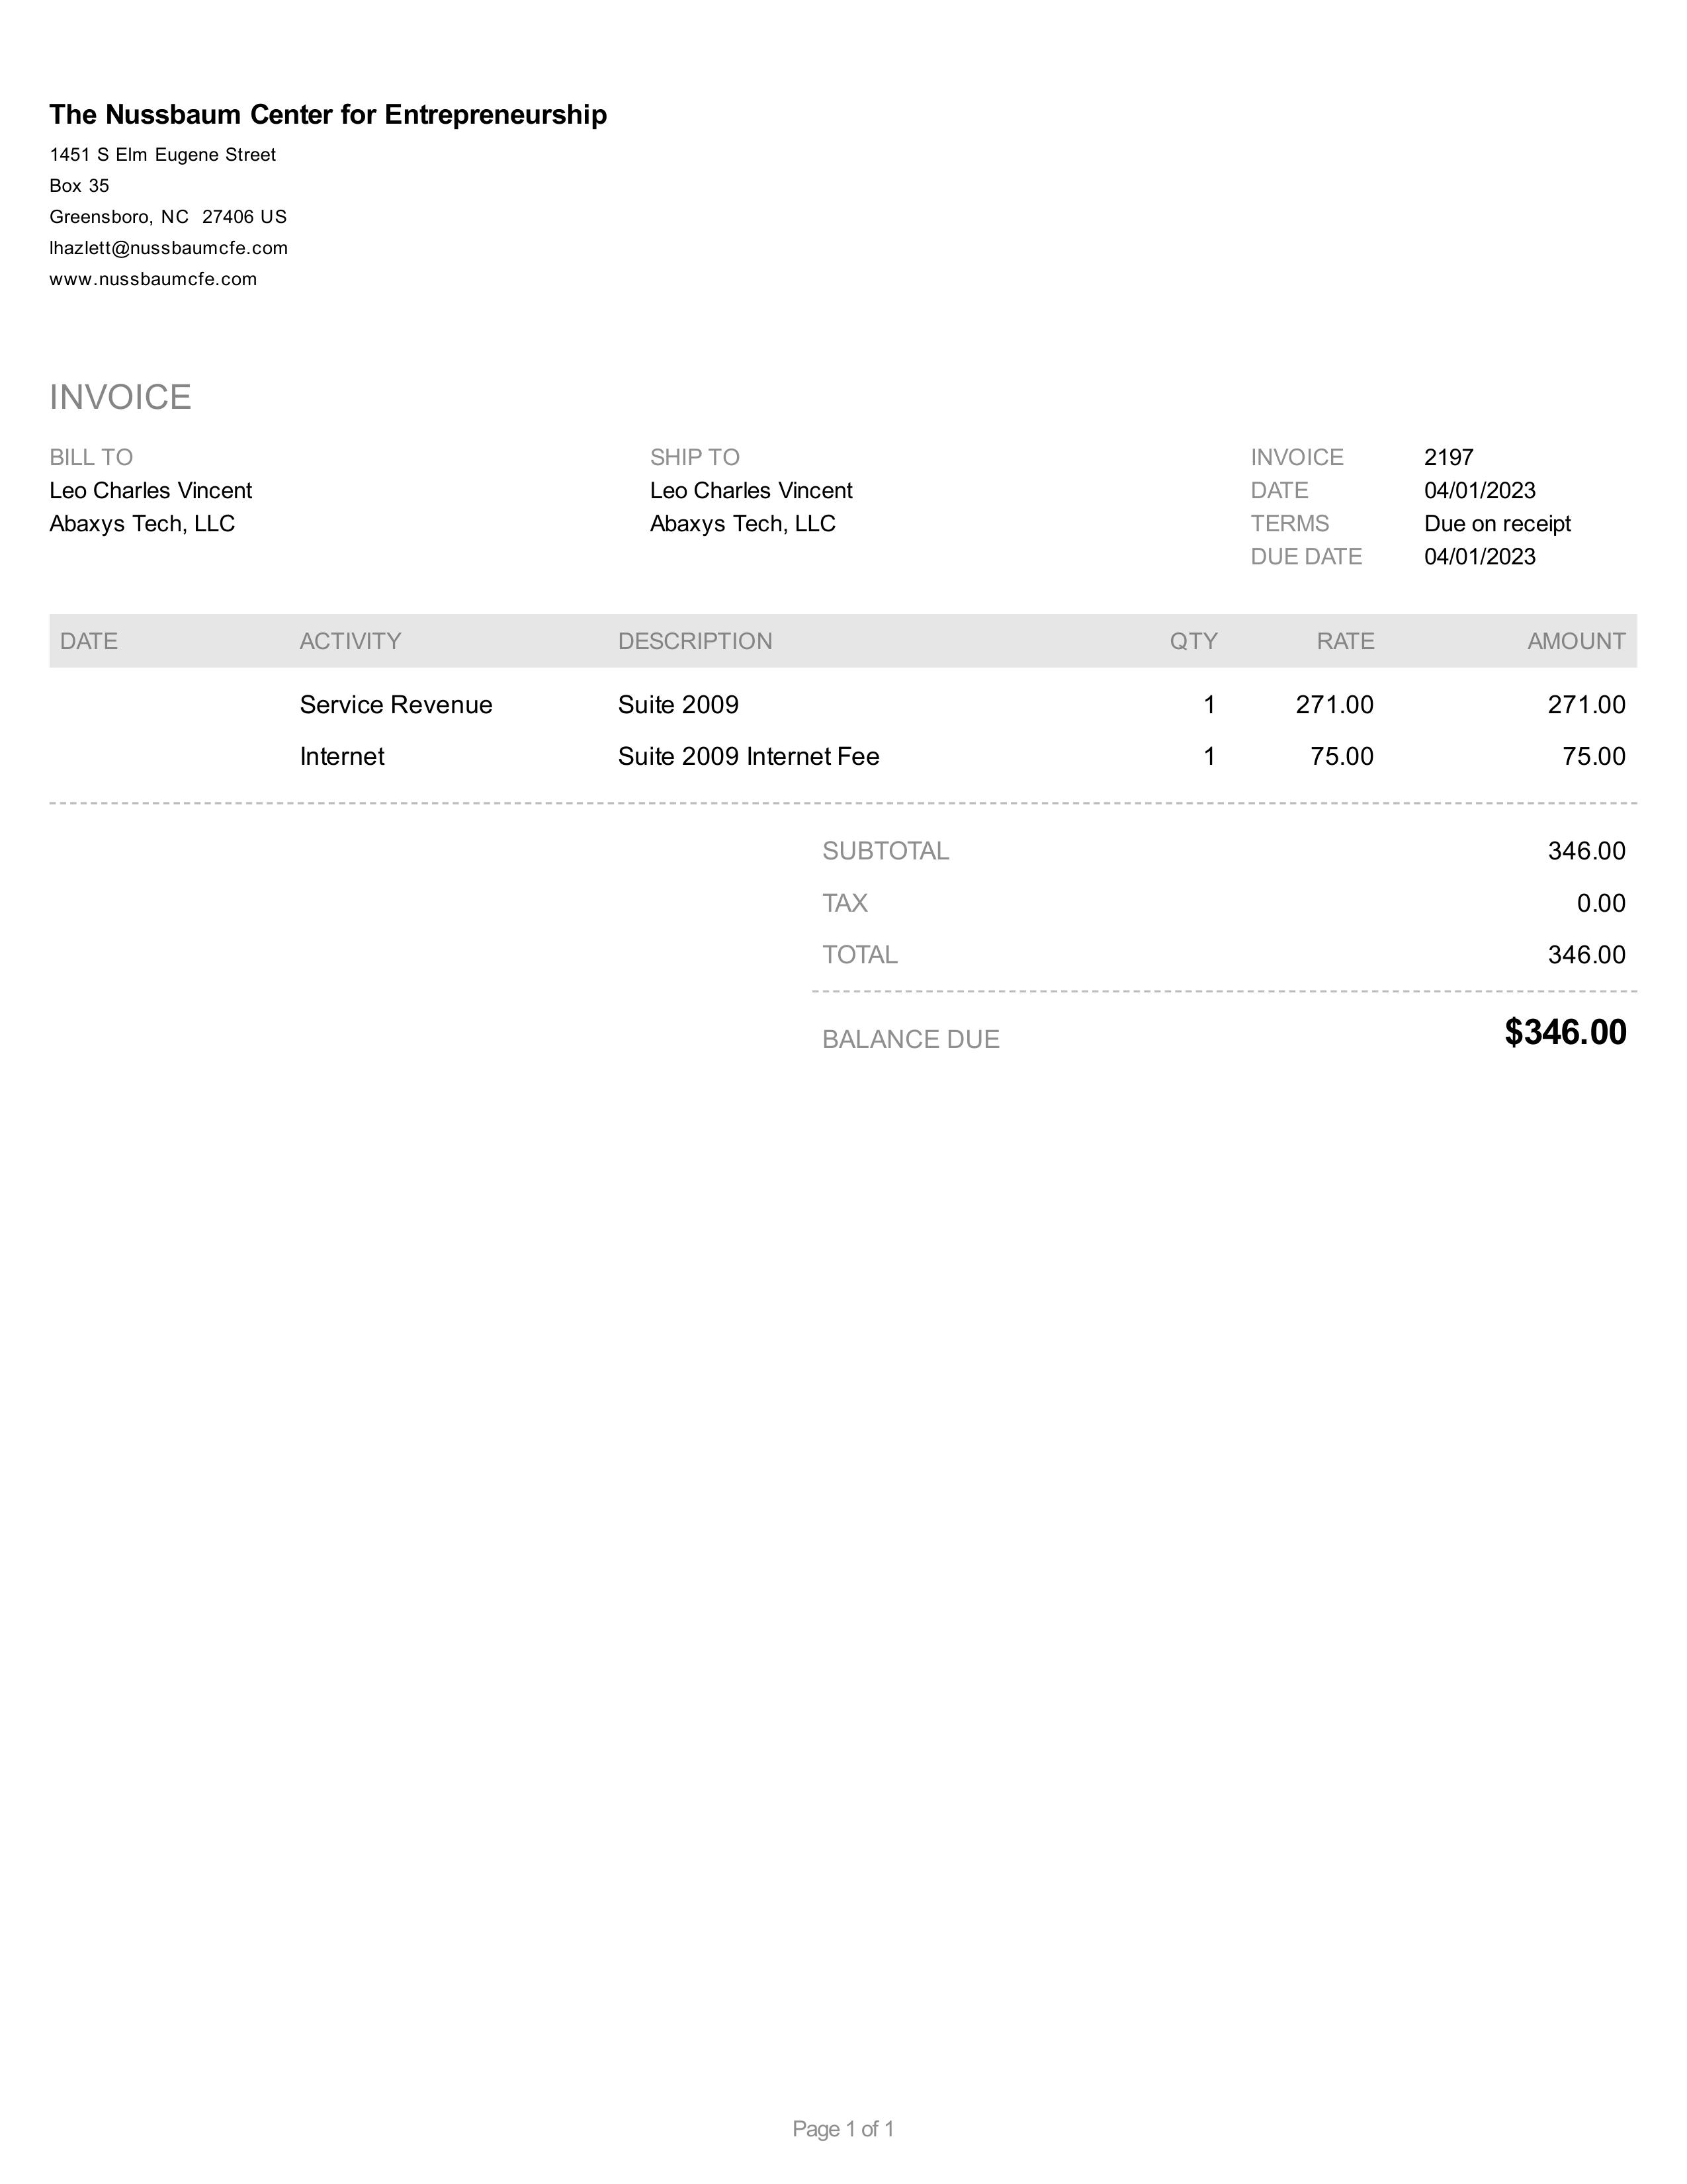 The Nussbaum Center for Entrepreneurship
1451 S Elm Eugene Street
Box 35
Greensboro, NC  27406 US
lhazlett@nussbaumcfe.com
www.nussbaumcfe.com
INVOICE
BILL TO
Leo Charles Vincent
Abaxys Tech, LLC
SHIP TO
Leo Charles Vincent
Abaxys Tech, LLC
INVOICE 2197
DATE 04/01/2023
TERMS Due on receipt
DUE DATE 04/01/2023
DATE ACTIVITY DESCRIPTION QTY RATE AMOUNT
Service Revenue Suite 2009 1 271.00 271.00
Internet Suite 2009 Internet Fee 1 75.00 75.00
SUBTOTAL 346.00
TAX 0.00
TOTAL 346.00
BALANCE DUE $346.00
Page 1 of 1